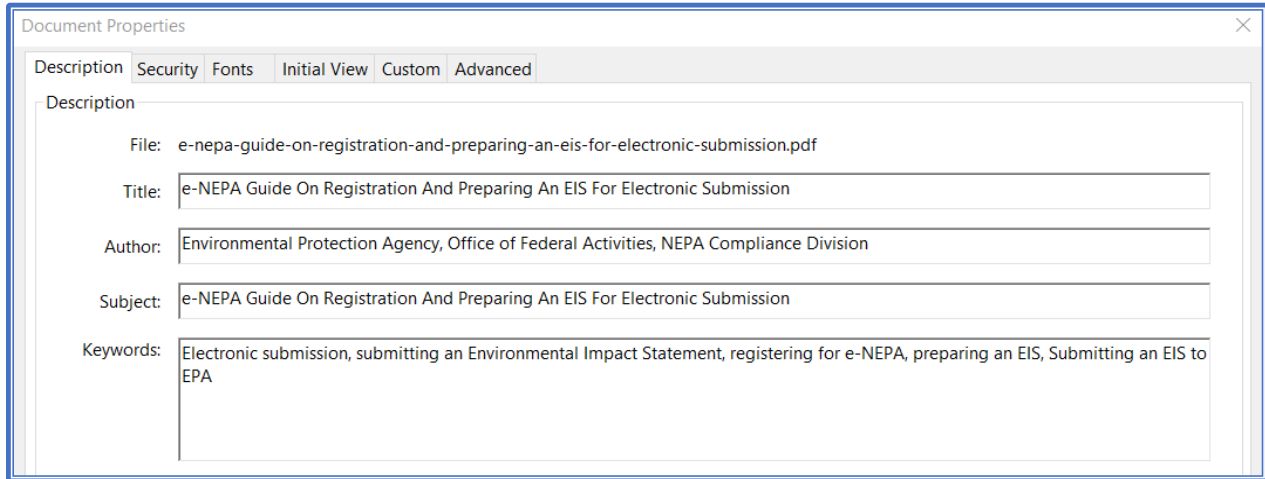 Document Properties
Description Security Fonts Initial View Custom Advanced
Description
File: e-nepa-guide-on-registration-and-preparing-an-eis-for-electronic-submission.pdf
Title: e-NEPA Guide On Registration And Preparing An EIS For Electronic Submission
Author: Environmental Protection Agency, Office of Federal Activities, NEPA Compliance Division
Subject: e-NEPA Guide On Registration And Preparing An EIS For Electronic Submission
Keywords: Electronic submission, submitting an Environmental Impact Statement, registering for e-NEPA, preparing an EIS, Submitting an EIS to
EPA